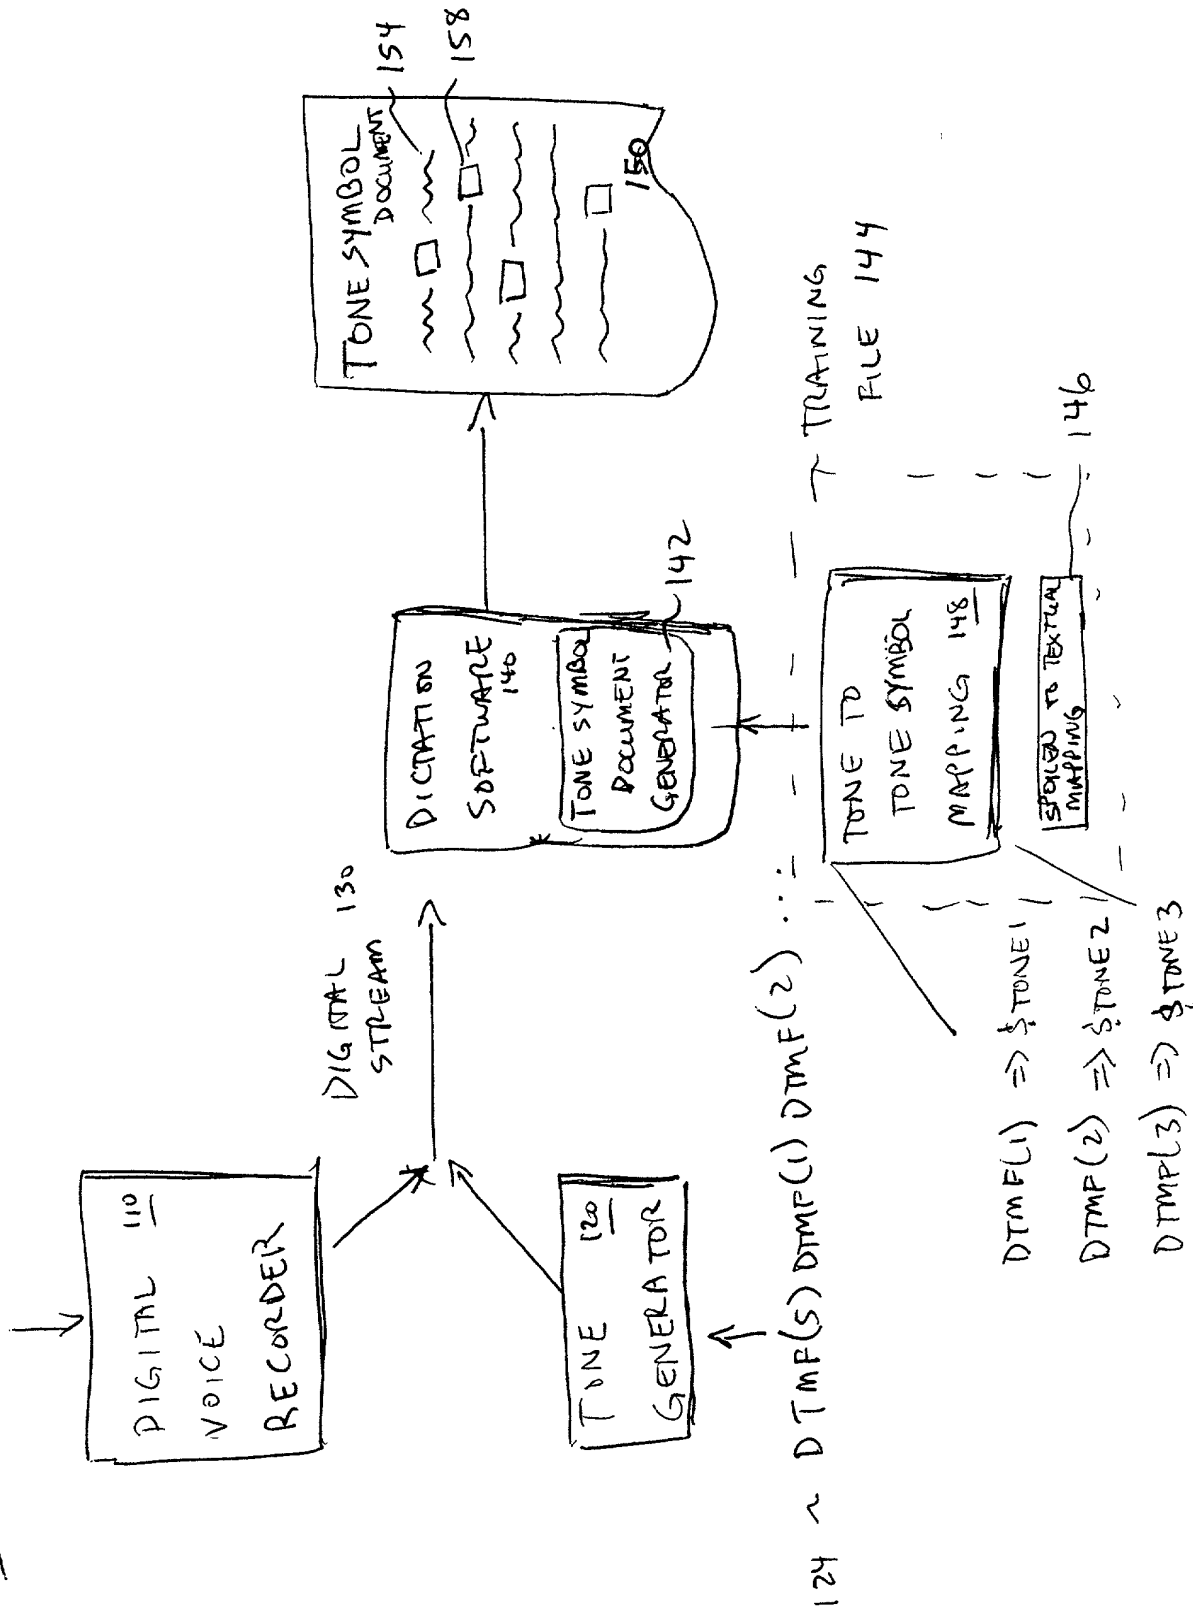 DIGITAL 110
VOICE
RECORDER
TONE 120
GENERATOR
124 ~ DTMF(5) DTMF(1) DTMF(2) ...
DIGITAL 130
STREAM
DICTATION
SOFTWARE
140
TONE SYMBOL
DOCUMENT
GENERATOR
142
TONE SYMBOL
DOCUMENT
154
158
150
TRAINING
FILE 144
TONE TO
TONE SYMBOL
MAPPING 148
SPOKEN TO TEXTUAL
MAPPING
146
DTMF(1) => $TONE1
DTMF(2) => $TONE2
DTMF(3) => $TONE3